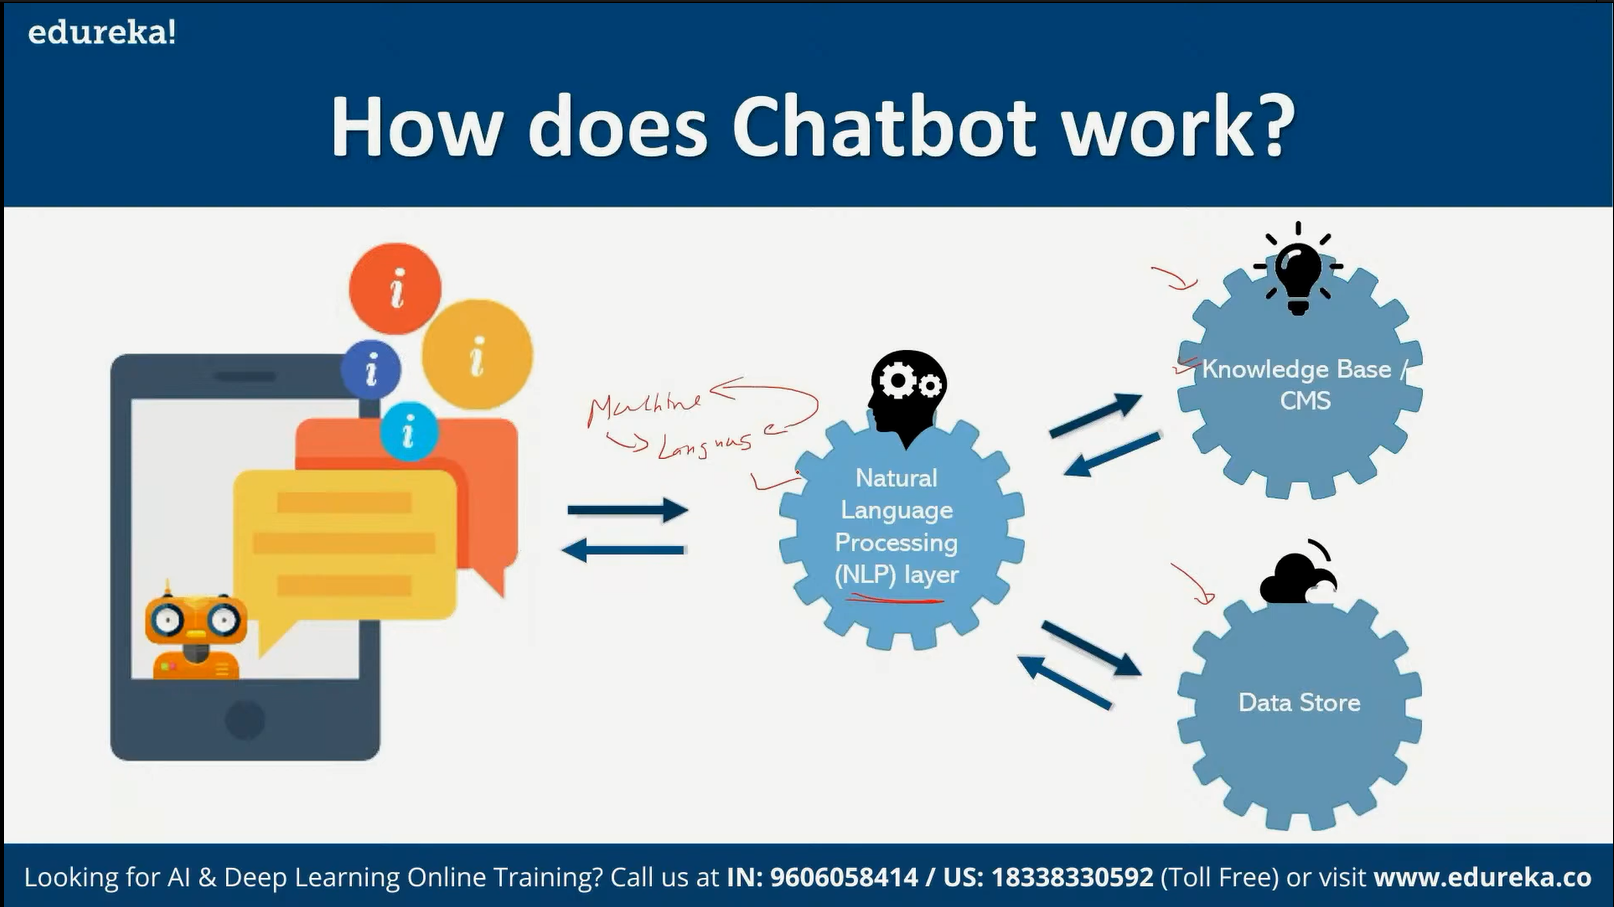 edureka!
How does Chatbot work?
i
i
i
i
Machine
Natural
Language
Processing
(NLP) layer
Knowledge Base /
CMS
Data Store
Looking for AI & Deep Learning Online Training? Call us at IN: 9606058414 / US: 18338330592 (Toll Free) or visit www.edureka.co